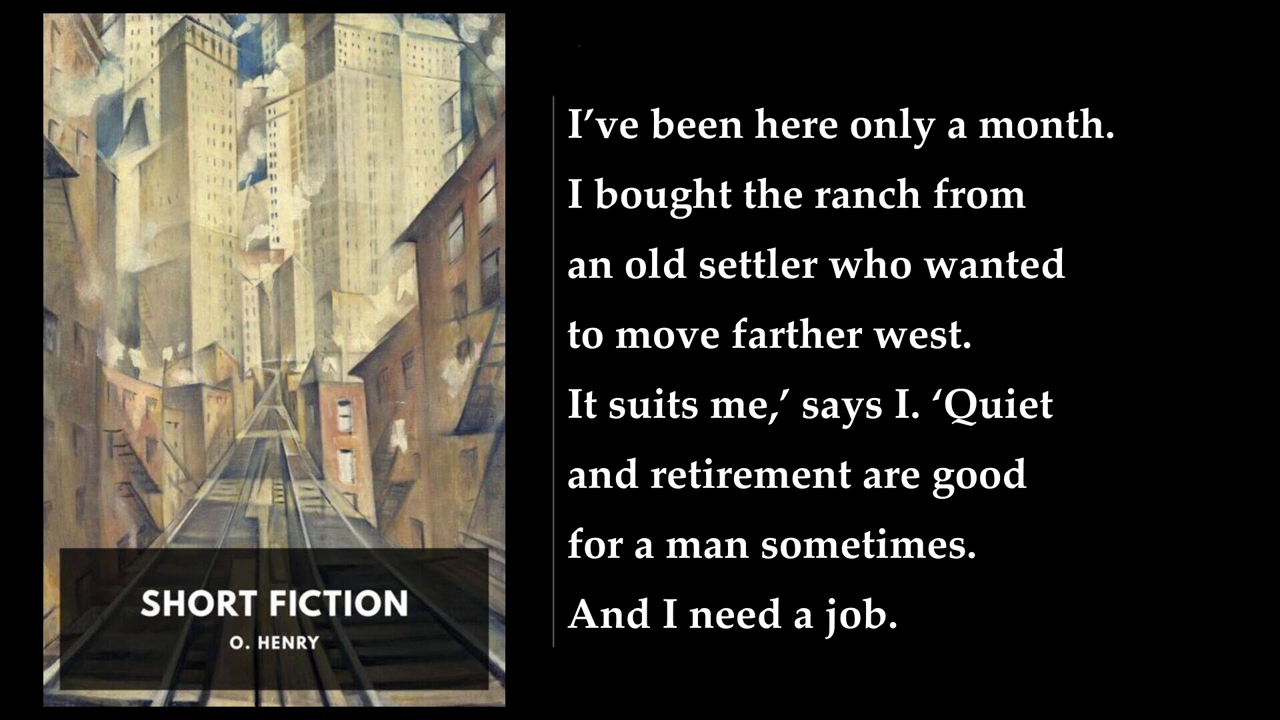 SHORT FICTION
O. HENRY
I’ve been here only a month.
I bought the ranch from
an old settler who wanted
to move farther west.
It suits me,’ says I. ‘Quiet
and retirement are good
for a man sometimes.
And I need a job.